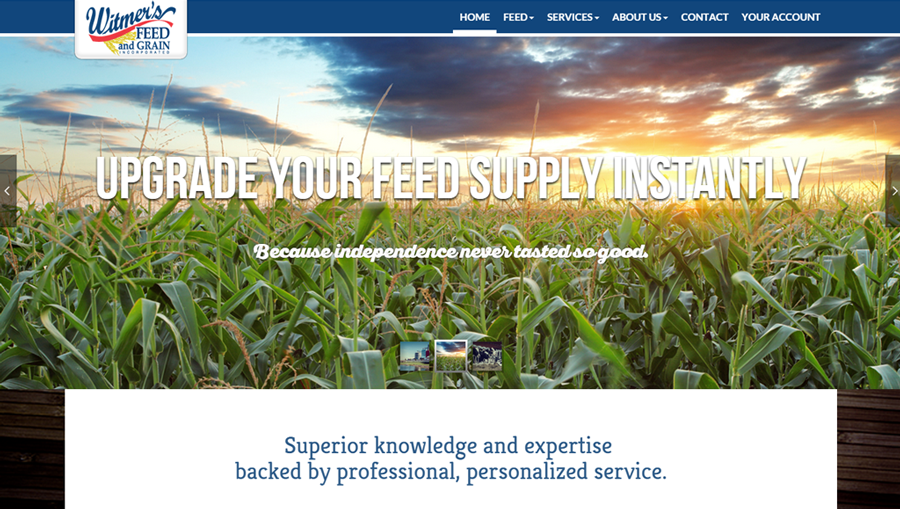 Witmer's
FEED
and GRAIN
INCORPORATED
HOME FEED SERVICES ABOUT US CONTACT YOUR ACCOUNT
UPGRADE YOUR FEED SUPPLY INSTANTLY
Because independence never tasted so good.
Superior knowledge and expertise
backed by professional, personalized service.